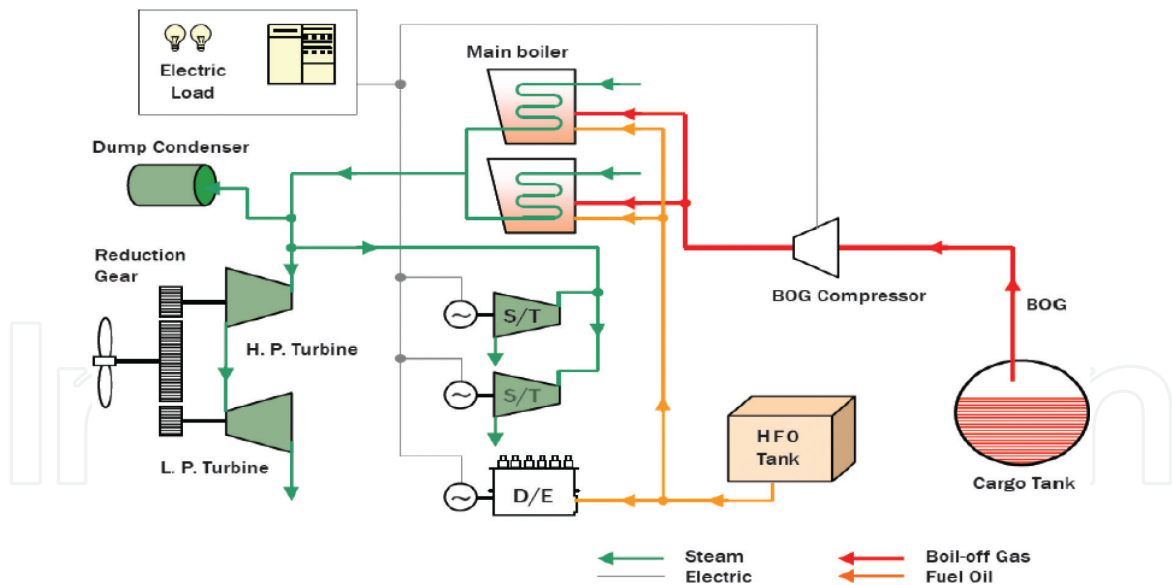 Electric
Load
Main boiler
Dump Condenser
Reduction
Gear
BOG Compressor
BOG
S/T
H. P. Turbine
S/T
HFO
Tank
L. P. Turbine
D/E
Cargo Tank
Steam
Boil-off Gas
Electric
Fuel Oil